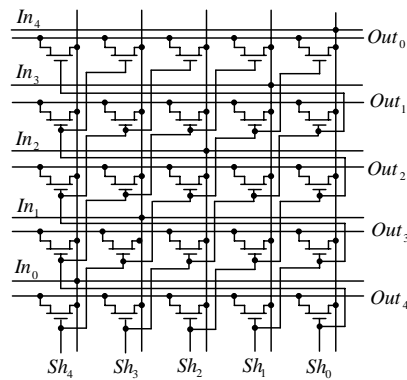 In4
Out0
In3
Out1
In2
Out2
In1
Out3
In0
Out4
Sh4 Sh3 Sh2 Sh1 Sh0